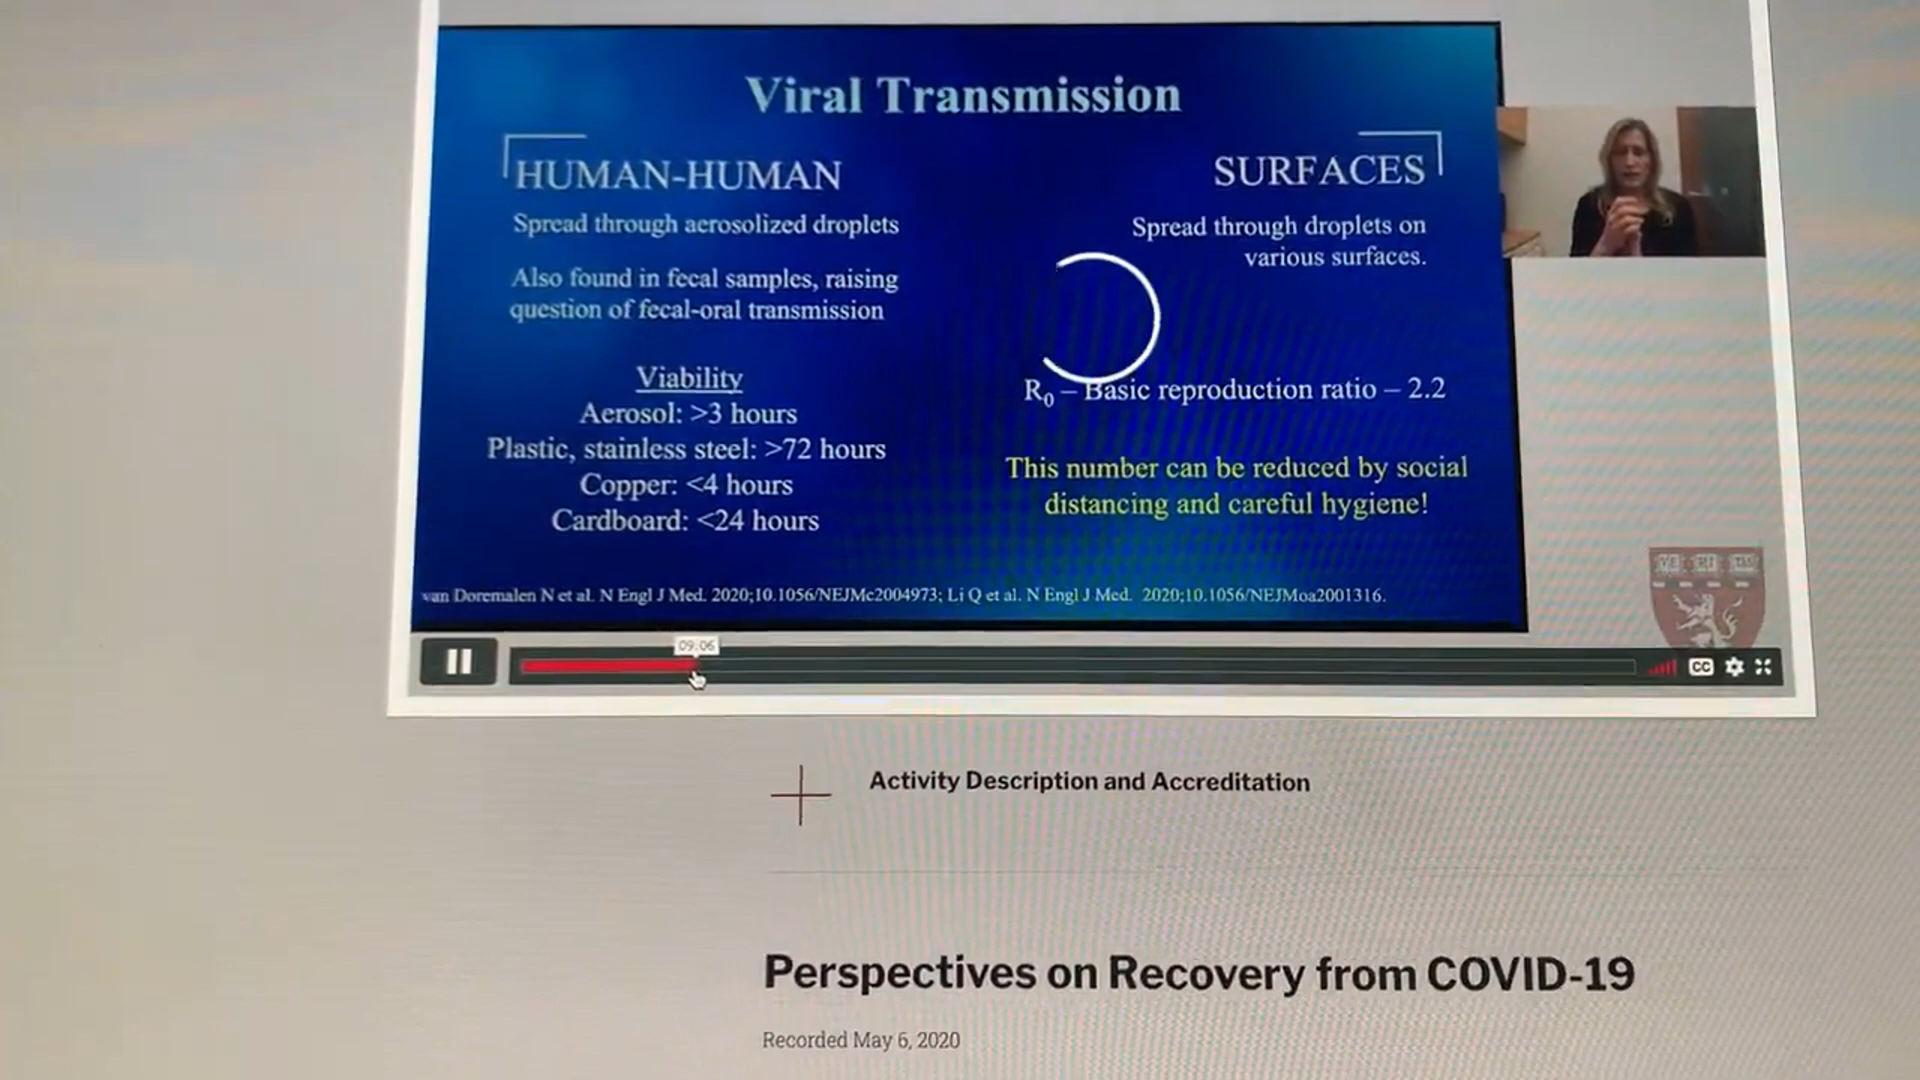 Viral Transmission
HUMAN-HUMAN
Spread through aerosolized droplets
Also found in fecal samples, raising
question of fecal-oral transmission
Viability
Aerosol: >3 hours
Plastic, stainless steel: >72 hours
Copper: <4 hours
Cardboard: <24 hours
SURFACES
Spread through droplets on
various surfaces.
R0 – Basic reproduction ratio – 2.2
This number can be reduced by social
distancing and careful hygiene!
van Doremalen N et al. N Engl J Med. 2020;10.1056/NEJMc2004973; Li Q et al. N Engl J Med. 2020;10.1056/NEJMoa2001316.
VE RI TAS
09:06
CC
Activity Description and Accreditation
Perspectives on Recovery from COVID-19
Recorded May 6, 2020